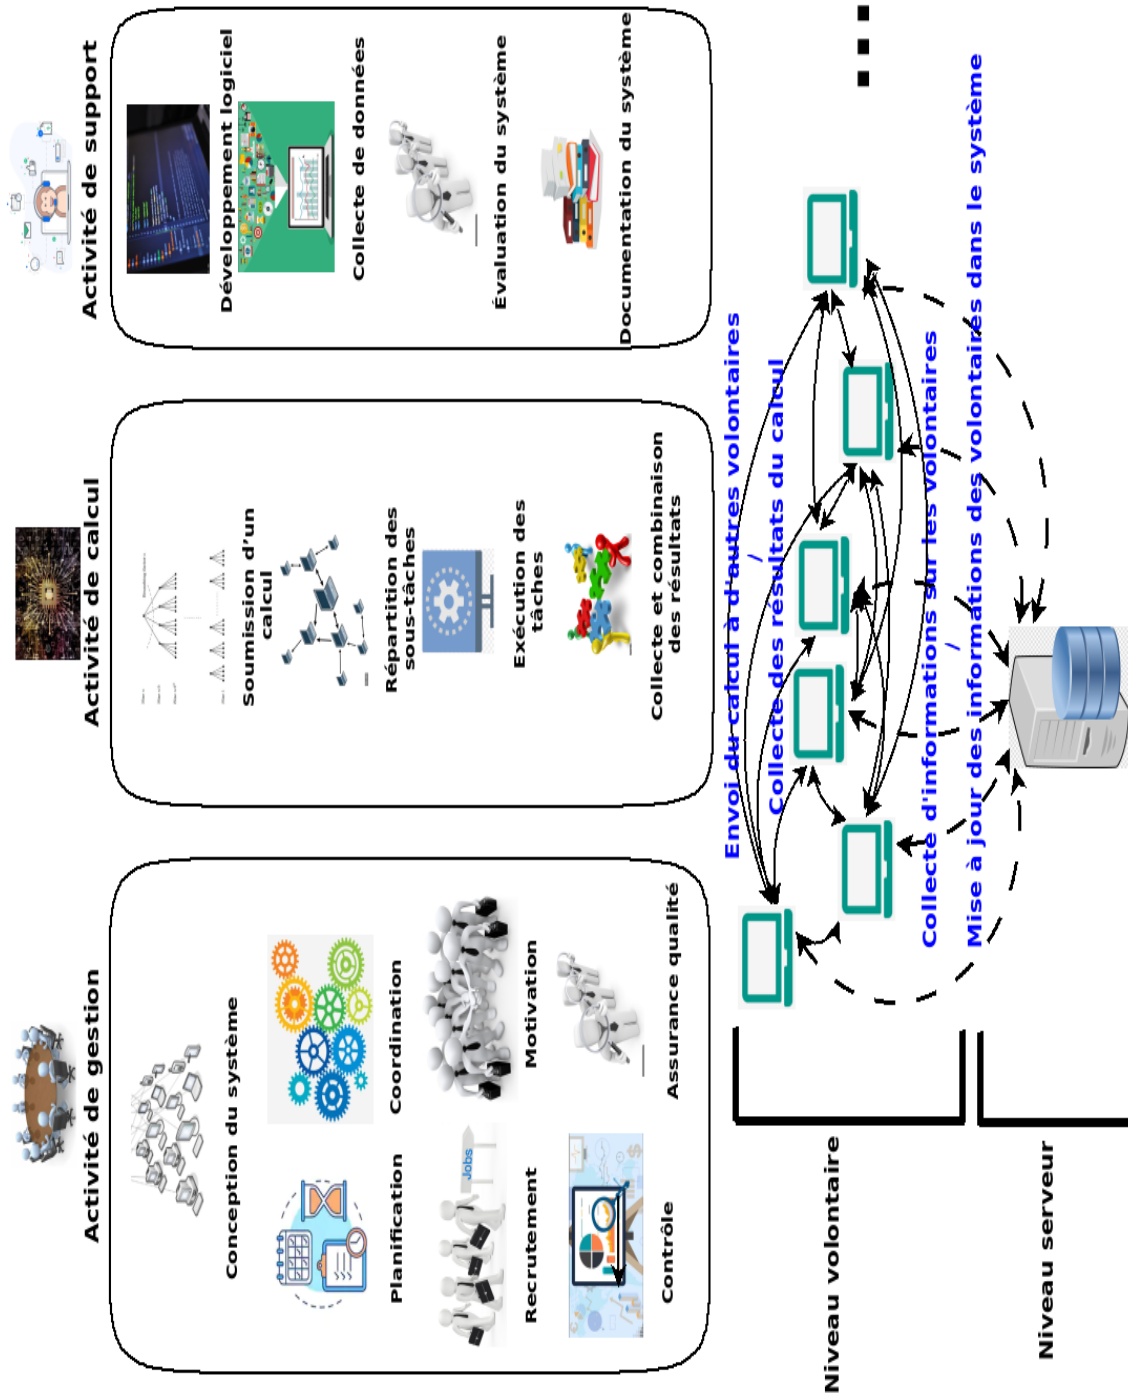 Activité de gestion
Conception du système
Planification
Coordination
Jobs
Recrutement
Motivation
Contrôle
Assurance qualité
Activité de calcul
Soumission d'un
calcul
Répartition des
sous-tâches
Exécution des
tâches
Collecte et combinaison
des résultats
Activité de support
Développement logiciel
Collecte de données
Évaluation du système
Documentation du système
Niveau volontaire
Envoi du calcul à d'autres volontaires
/
Collecte des résultats du calcul
Collecte d'informations sur les volontaires
/
Mise à jour des informations des volontaires dans le système
...
Niveau serveur